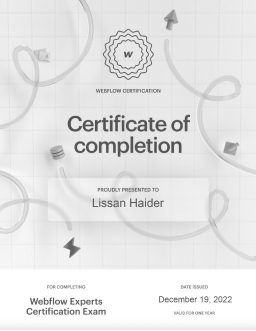 W
WEBFLOW CERTIFICATION
Certificate of
completion
PROUDLY PRESENTED TO
Lissan Haider
FOR COMPLETING
Webflow Experts
Certification Exam
DATE ISSUED
December 19, 2022
VALID FOR ONE YEAR